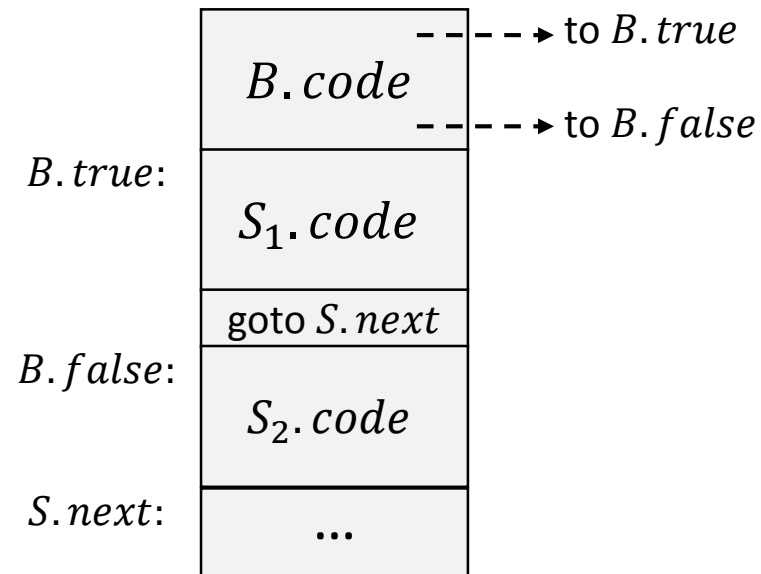 B.code
to B.true
to B.false
B.true:
S₁.code
goto S.next
B.false:
S₂.code
S.next:
...